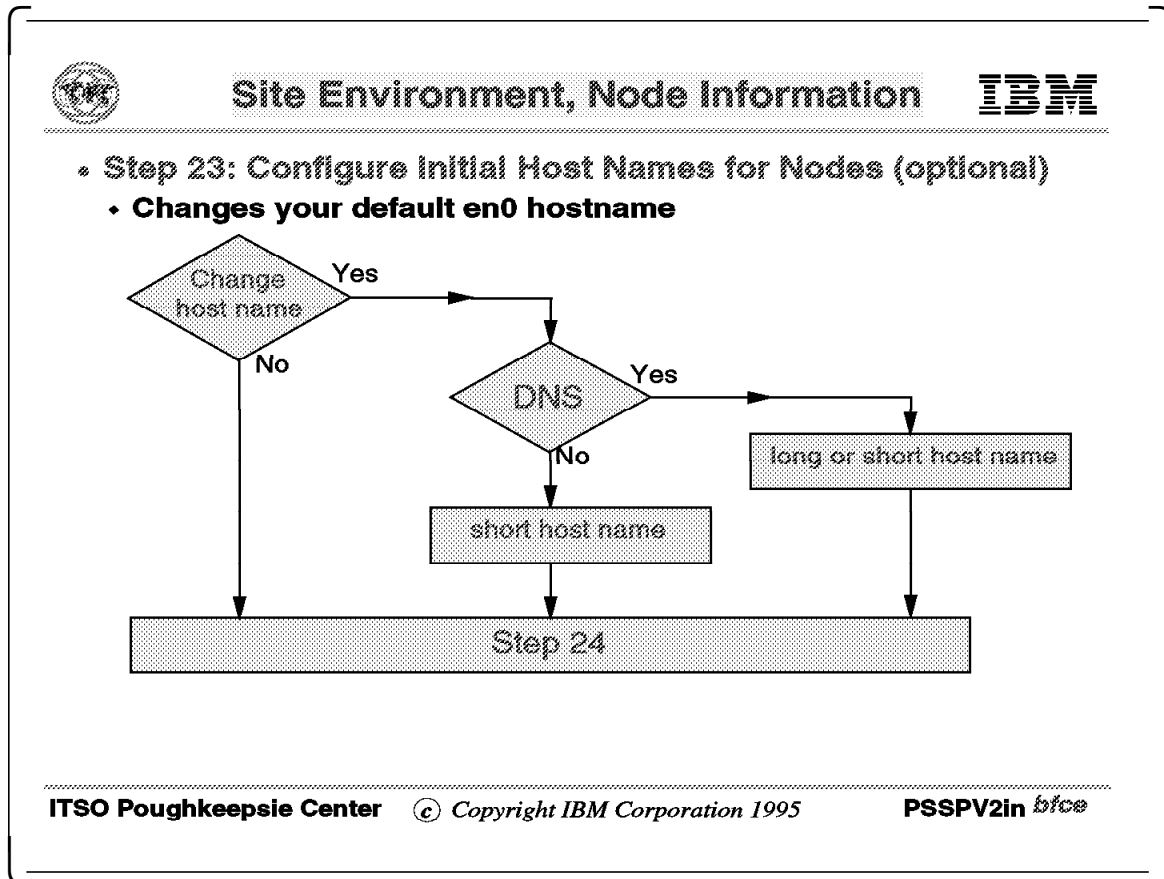 Site Environment, Node Information
IBM
• Step 23: Configure Initial Host Names for Nodes (optional)
◆ Changes your default en0 hostname
Change
host name
Yes
No
DNS
Yes
No
long or short host name
short host name
Step 24
ITSO Poughkeepsie Center © Copyright IBM Corporation 1995 PSSPV2in bfce